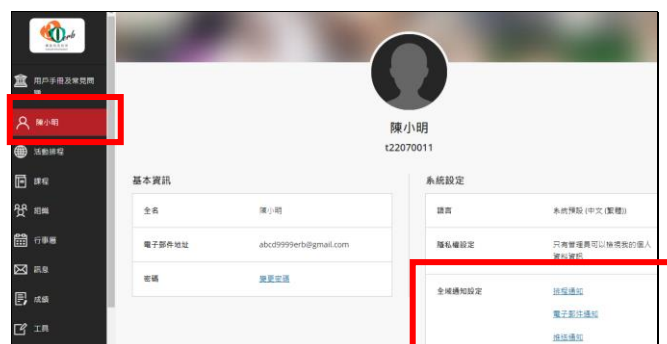 erb
用戶手冊及常見問
題
陳小明
活動排程
課程
組織
行事曆
訊息
成績
工具
陳小明
t22070011
基本資訊
全名
陳小明
電子郵件地址
abcd9999erb@gmail.com
密碼
變更密碼
系統設定
語言
系統預設 (中文 (繁體))
隱私權設定
只有管理員可以檢視我的個人
資料資訊
全域通知設定
排程通知
電子郵件通知
推送通知